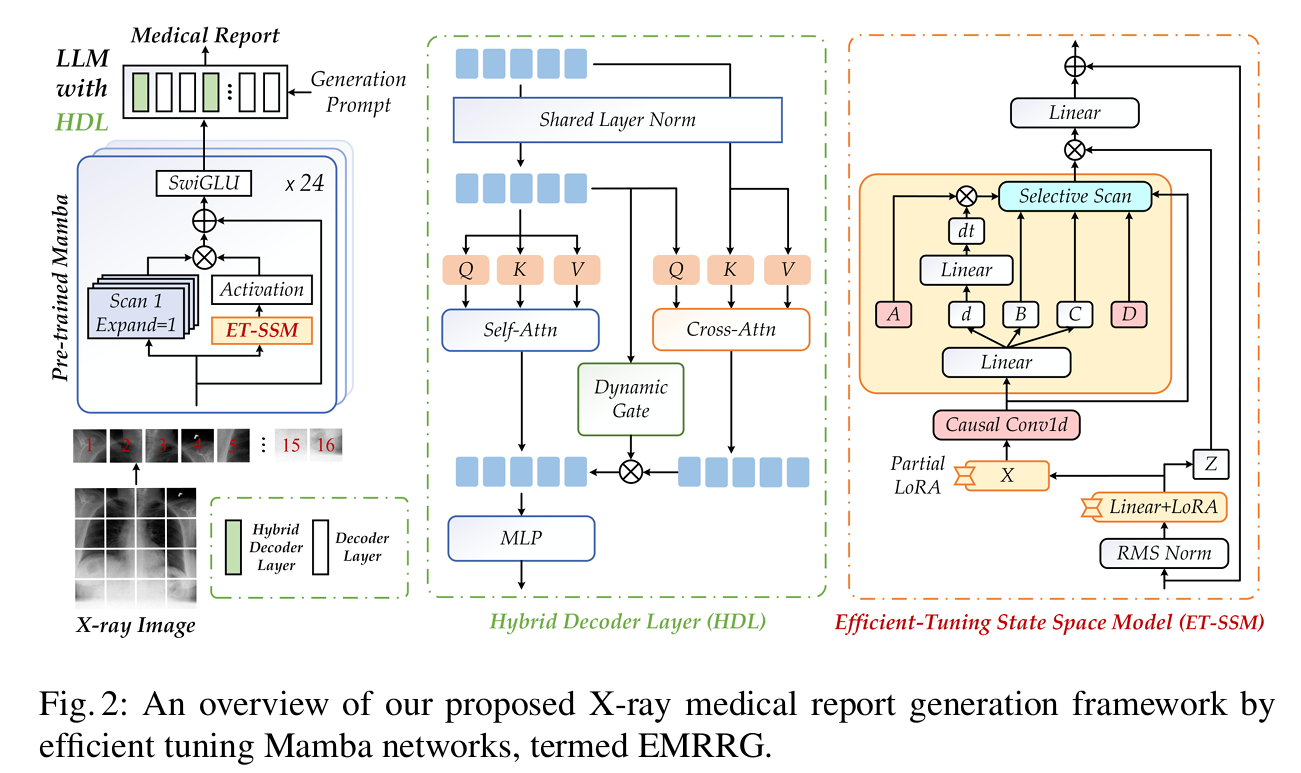 Medical Report
LLM
with
HDL
Generation
Prompt
Pre-trained Mamba
SwiGLU
x 24
Scan 1
Expand=1
Activation
ET-SSM
1 2 3 4 5 15 16
X-ray Image
Hybrid
Decoder
Layer
Decoder
Layer
Shared Layer Norm
Q K V Q K V
Self-Attn
Cross-Attn
Dynamic
Gate
MLP
Hybrid Decoder Layer (HDL)
Linear
Selective Scan
dt
Linear
A d B C D
Linear
Causal Conv1d
Partial
LoRA
X
Z
Linear+LoRA
RMS Norm
Efficient-Tuning State Space Model (ET-SSM)
Fig. 2: An overview of our proposed X-ray medical report generation framework by
efficient tuning Mamba networks, termed EMRRG.